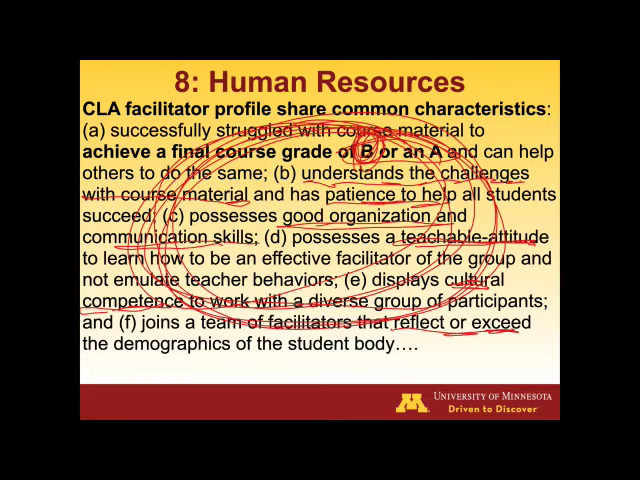 8: Human Resources
CLA facilitator profile share common characteristics:
(a) successfully struggled with course material to
achieve a final course grade of B or an A and can help
others to do the same; (b) understands the challenges
with course material and has patience to help all students
succeed; (c) possesses good organization and
communication skills; (d) possesses a teachable-attitude
to learn how to be an effective facilitator of the group and
not emulate teacher behaviors; (e) displays cultural
competence to work with a diverse group of participants;
and (f) joins a team of facilitators that reflect or exceed
the demographics of the student body….
M
UNIVERSITY OF MINNESOTA
Driven to Discover℠